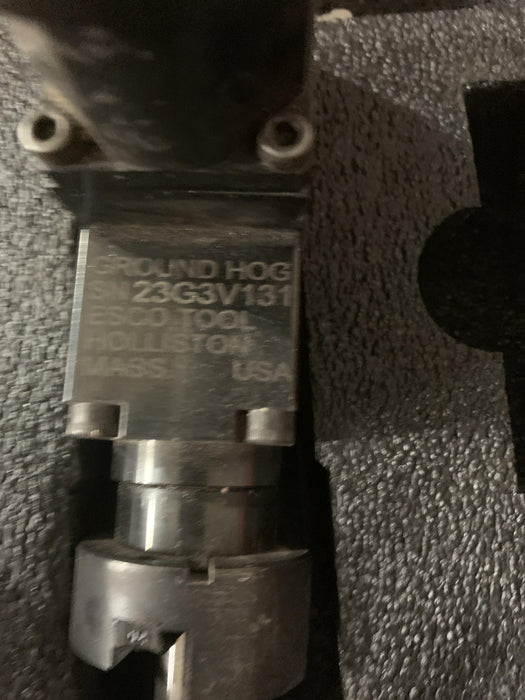 GROUND HOG
SN 23G3V131
ESCO TOOL
HOLLISTON
MASS USA